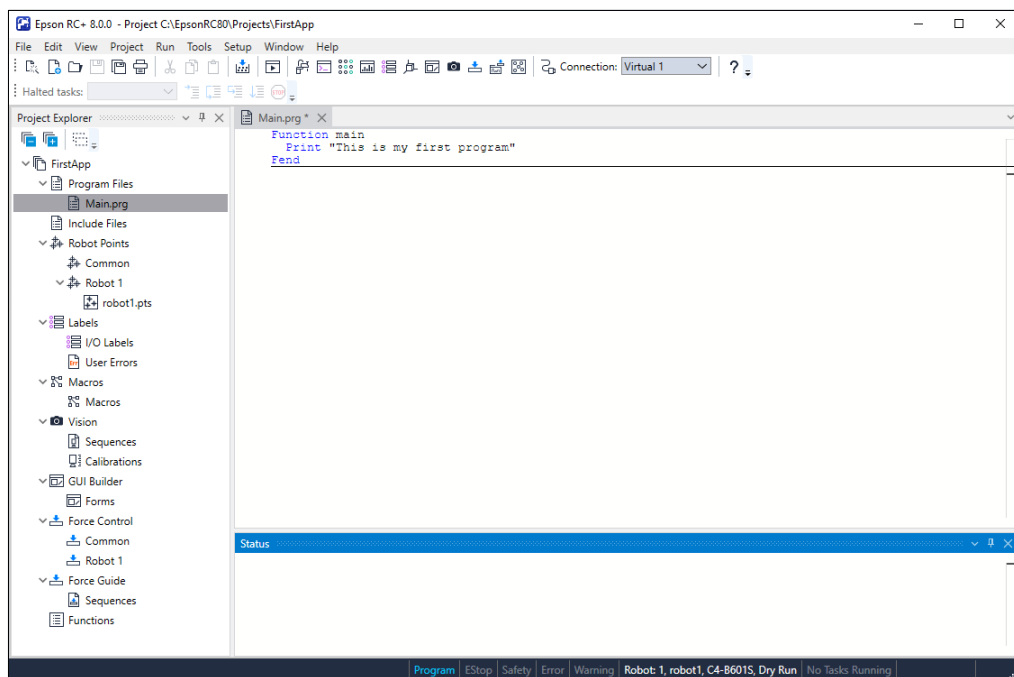 Epson RC+ 8.0.0 - Project C:\EpsonRC80\Projects\FirstApp
File Edit View Project Run Tools Setup Window Help
Connection: Virtual 1 ?
Halted tasks:
Project Explorer
Main.prg *
FirstApp
Program Files
Main.prg
Include Files
Robot Points
Common
Robot 1
robot1.pts
Labels
I/O Labels
User Errors
Macros
Macros
Vision
Sequences
Calibrations
GUI Builder
Forms
Force Control
Common
Robot 1
Force Guide
Sequences
Functions
Function main
Print "This is my first program"
Fend
Status
Program EStop Safety Error Warning Robot: 1, robot1, C4-B601S, Dry Run No Tasks Running